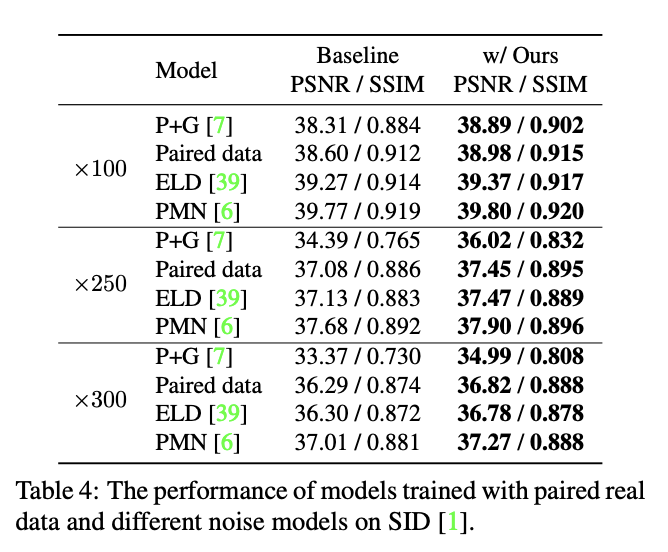 Model Baseline w/ Ours
PSNR / SSIM PSNR / SSIM
×100 P+G [7] 38.31 / 0.884 38.89 / 0.902
Paired data 38.60 / 0.912 38.98 / 0.915
ELD [39] 39.27 / 0.914 39.37 / 0.917
PMN [6] 39.77 / 0.919 39.80 / 0.920
×250 P+G [7] 34.39 / 0.765 36.02 / 0.832
Paired data 37.08 / 0.886 37.45 / 0.895
ELD [39] 37.13 / 0.883 37.47 / 0.889
PMN [6] 37.68 / 0.892 37.90 / 0.896
×300 P+G [7] 33.37 / 0.730 34.99 / 0.808
Paired data 36.29 / 0.874 36.82 / 0.888
ELD [39] 36.30 / 0.872 36.78 / 0.878
PMN [6] 37.01 / 0.881 37.27 / 0.888
Table 4: The performance of models trained with paired real
data and different noise models on SID [1].